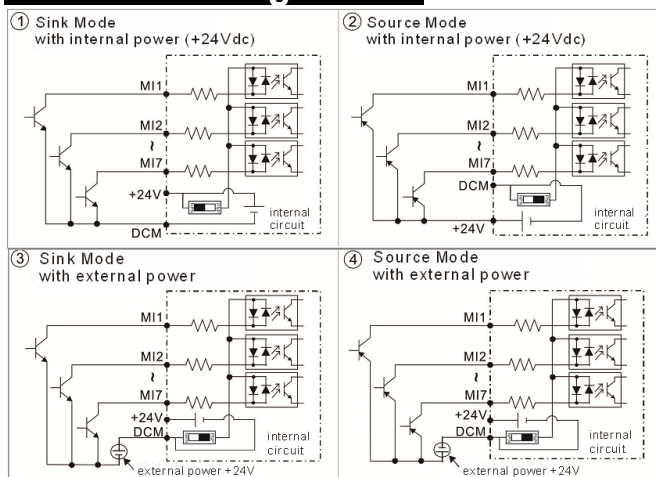 ① Sink Mode
with internal power (+24Vdc)
MI1
MI2
~
MI7
+24V
DCM
internal
circuit
② Source Mode
with internal power (+24Vdc)
MI1
MI2
~
MI7
DCM
+24V
internal
circuit
③ Sink Mode
with external power
MI1
MI2
~
MI7
+24V
DCM
internal
circuit
external power +24V
④ Source Mode
with external power
MI1
MI2
~
MI7
+24V
DCM
internal
circuit
external power +24V